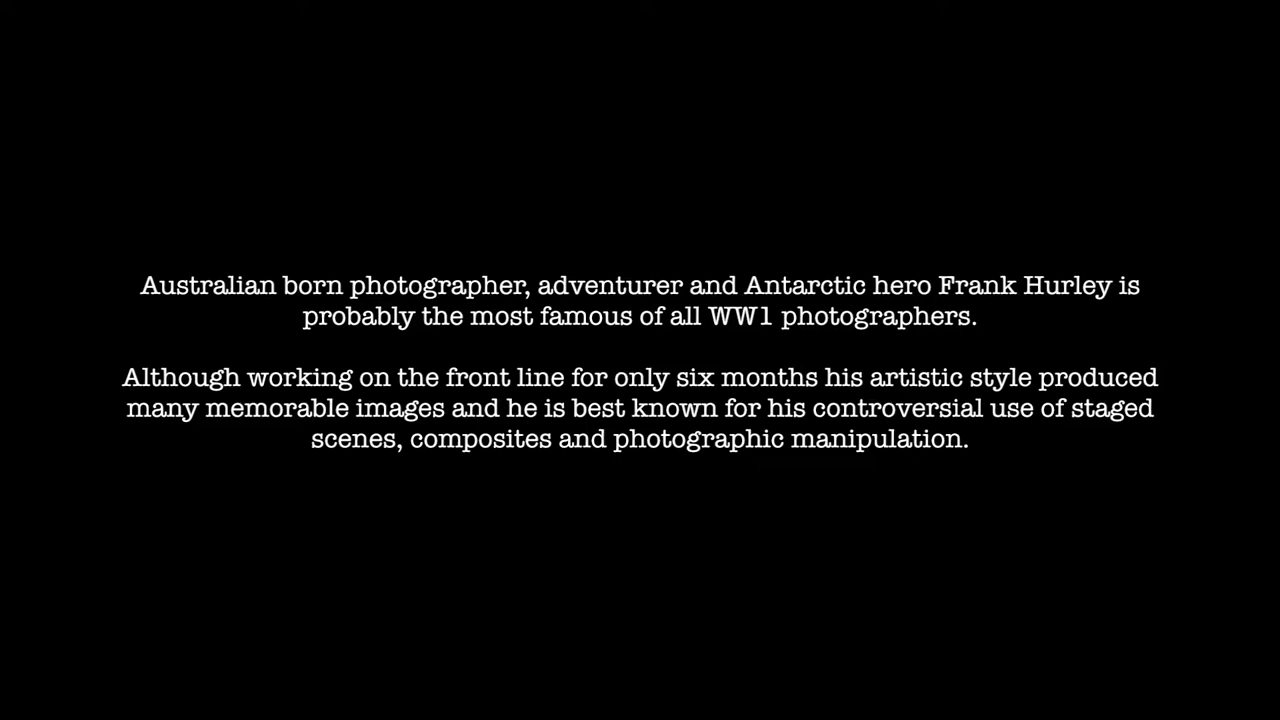 Australian born photographer, adventurer and Antarctic hero Frank Hurley is
probably the most famous of all WW1 photographers.
Although working on the front line for only six months his artistic style produced
many memorable images and he is best known for his controversial use of staged
scenes, composites and photographic manipulation.